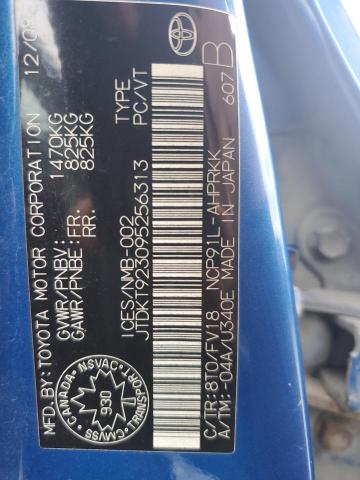 MFD.BY:TOYOTA MOTOR CORPORATION 12/08
GVWR/PNBV: 1470KG
GAWR/PNBE: FR: 825KG
RR: 825KG
ICES/NMB-002 TYPE
JTDKT923095256313 PC/VT
C/TR: 8T0/FV18 NCP91L-AHPRKK
A/TM: -04A/U340E MADE IN JAPAN
607 B
TOYOTA
CANADA
NSVAC
930
CMVSS
TRANSPORT